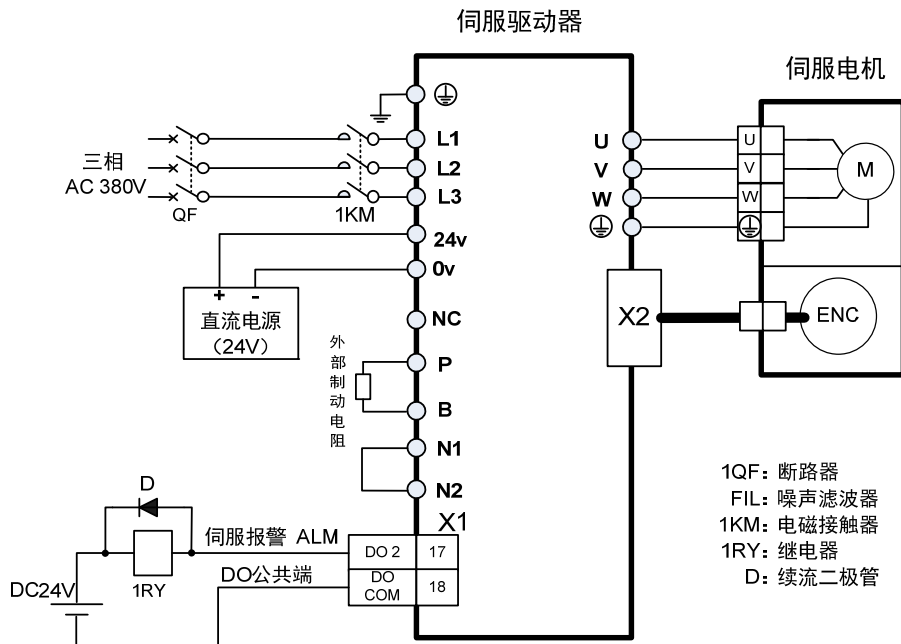 伺服驱动器
伺服电机
L1
L2
L3
三相
AC 380V
QF
1KM
24v
0v
+ -
直流电源
(24V)
NC
P
B
外部制动电阻
N1
N2
U
V
W
U
V
W
M
X2
ENC
X1
D
伺服报警 ALM
DO 2
17
1RY
DO公共端
DO
COM
18
DC24V
1QF：断路器
FIL：噪声滤波器
1KM：电磁接触器
1RY：继电器
D：续流二极管